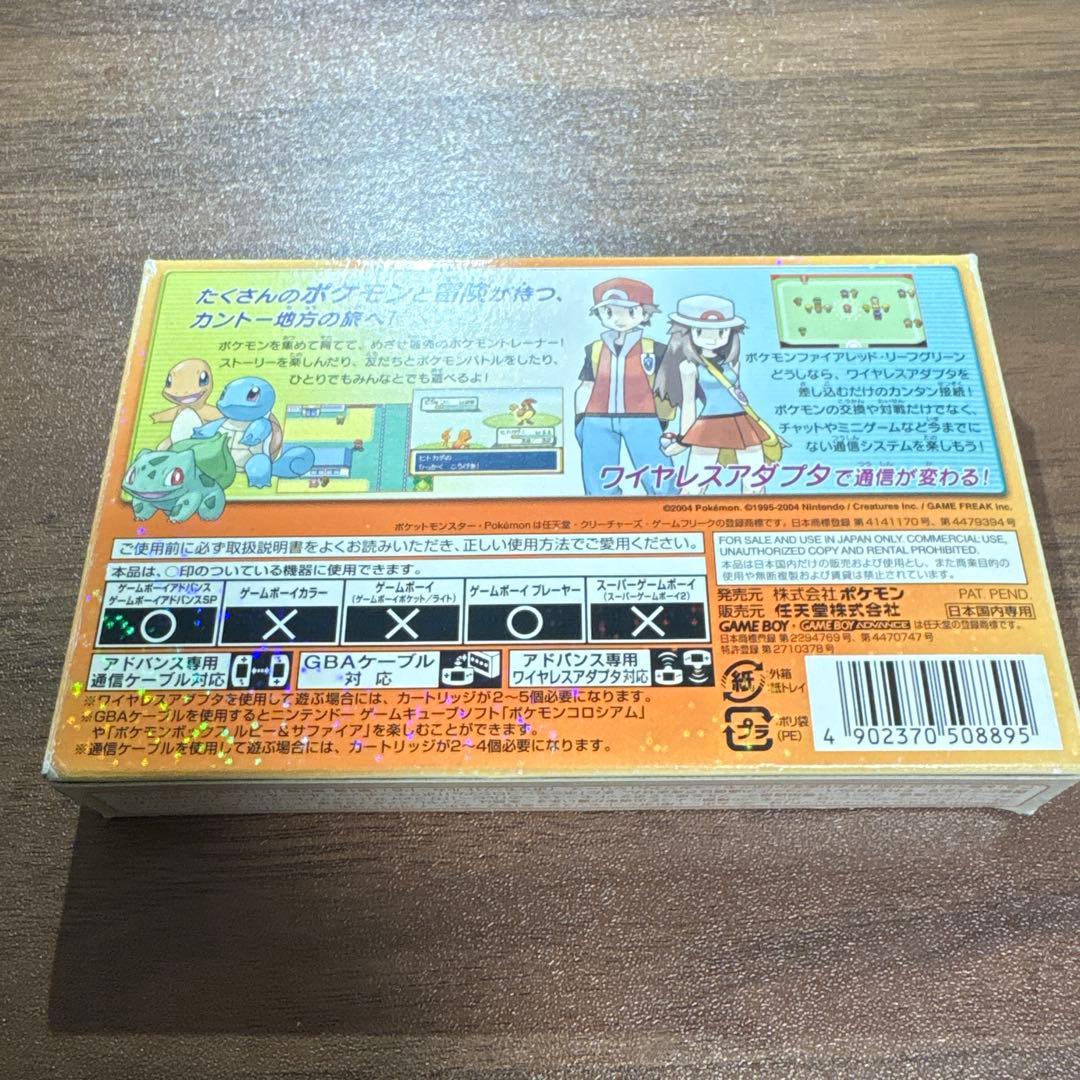 たくさんのポケモンと冒険が待つ、
カントー地方の旅へ!
ポケモンを集めて育てて、めざせ最強のポケモントレーナー!
ストーリーを楽しんだり、友だちとポケモンバトルをしたり、
ひとりでもみんなとでも遊べるよ!
ヒトカゲの
ひっかく こうげき!
ポケモンファイアレッド・リーフグリーン
どうしなら、ワイヤレスアダプタを
差し込むだけのカンタン接続!
ポケモンの交換や対戦だけでなく、
チャットやミニゲームなど今までに
ない通信システムを楽しもう!
ワイヤレスアダプタで通信が変わる!
©2004 Pokémon. ©1995-2004 Nintendo / Creatures inc. / GAME FREAK inc.
ポケットモンスター・Pokémonは任天堂・クリーチャーズ・ゲームフリークの登録商標です。日本商標登録 第4141170号、第4479394号
ご使用前に必ず取扱説明書をよくお読みいただき、正しい使用方法でご愛用ください。
本品は、○印のついている機器に使用できます。
ゲームボーイアドバンス
ゲームボーイアドバンスSP
○
ゲームボーイカラー
×
ゲームボーイ
(ゲームボーイポケット/ライト)
×
ゲームボーイ プレーヤー
○
スーパーゲームボーイ
(スーパーゲームボーイ2)
×
アドバンス専用
通信ケーブル対応
GBAケーブル
対応
アドバンス専用
ワイヤレスアダプタ対応
※ワイヤレスアダプタを使用して遊ぶ場合には、カートリッジが2〜5個必要になります。
※GBAケーブルを使用するとニンテンドー ゲームキューブソフト「ポケモンコロシアム」
や「ポケモンボックス ルビー&サファイア」を楽しむことができます。
※通信ケーブルを使用して遊ぶ場合には、カートリッジが2〜4個必要になります。
FOR SALE AND USE IN JAPAN ONLY. COMMERCIAL USE,
UNAUTHORIZED COPY AND RENTAL PROHIBITED.
本品は日本国内だけの販売および使用とし、また商業目的の
使用や無断複製および賃貸は禁止されています。
発売元 株式会社ポケモン PAT. PEND.
販売元 任天堂株式会社 日本国内専用
GAME BOY・GAME BOY ADVANCE は任天堂の登録商標です。
日本商標登録 第2294769号、第4470747号
特許登録 第2710378号
紙
外箱
紙トレイ
プラ
ポリ袋
(PE)
4 902370 508895